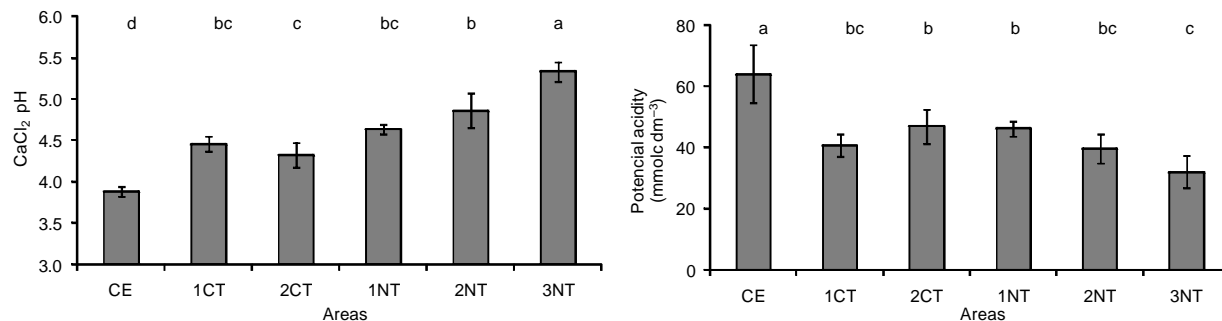 d bc c bc b a
6.0
5.5
5.0
4.5
4.0
3.5
3.0
CaCl₂ pH
CE 1CT 2CT 1NT 2NT 3NT
Areas
a bc b b bc c
80
60
40
20
0
Potencial acidity
(mmolc dm⁻³)
CE 1CT 2CT 1NT 2NT 3NT
Areas